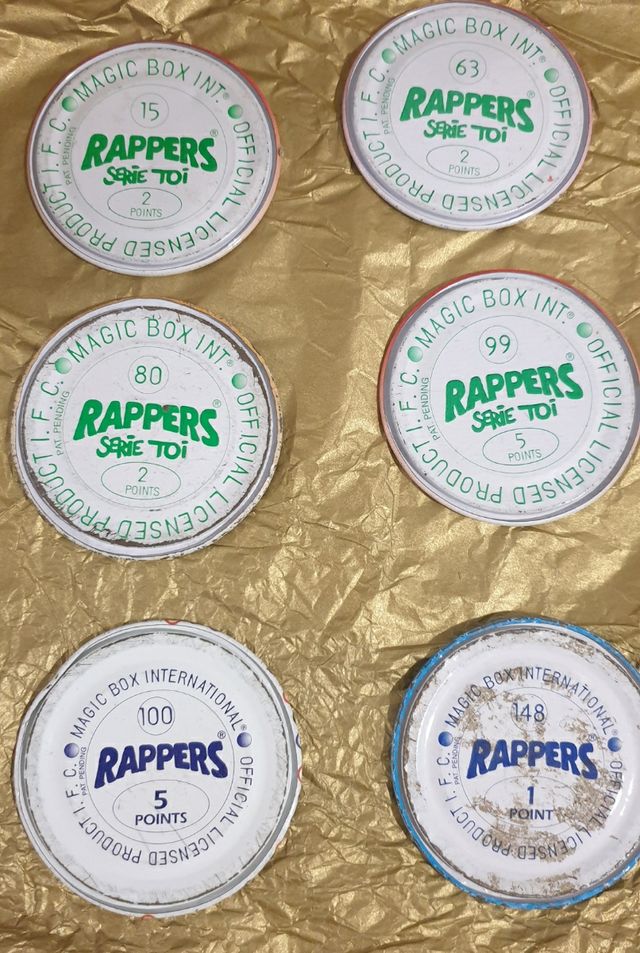 MAGIC BOX INT.® OFFICIAL LICENSED PRODUCT I.F.C.
PAT. PENDING
15
RAPPERS®
SERIE TOi
2
POINTS
MAGIC BOX INT.® OFFICIAL LICENSED PRODUCT I.F.C.
PAT. PENDING
63
RAPPERS®
SERIE TOi
2
POINTS
MAGIC BOX INT.® OFFICIAL LICENSED PRODUCT I.F.C.
PAT. PENDING
80
RAPPERS®
SERIE TOi
2
POINTS
MAGIC BOX INT.® OFFICIAL LICENSED PRODUCT I.F.C.
PAT. PENDING
99
RAPPERS®
SERIE TOi
5
POINTS
MAGIC BOX INTERNATIONAL® OFFICIAL LICENSED PRODUCT I.F.C.
PAT. PENDING
100
RAPPERS®
5
POINTS
MAGIC BOX INTERNATIONAL® OFFICIAL LICENSED PRODUCT I.F.C.
PAT. PENDING
148
RAPPERS®
1
POINT